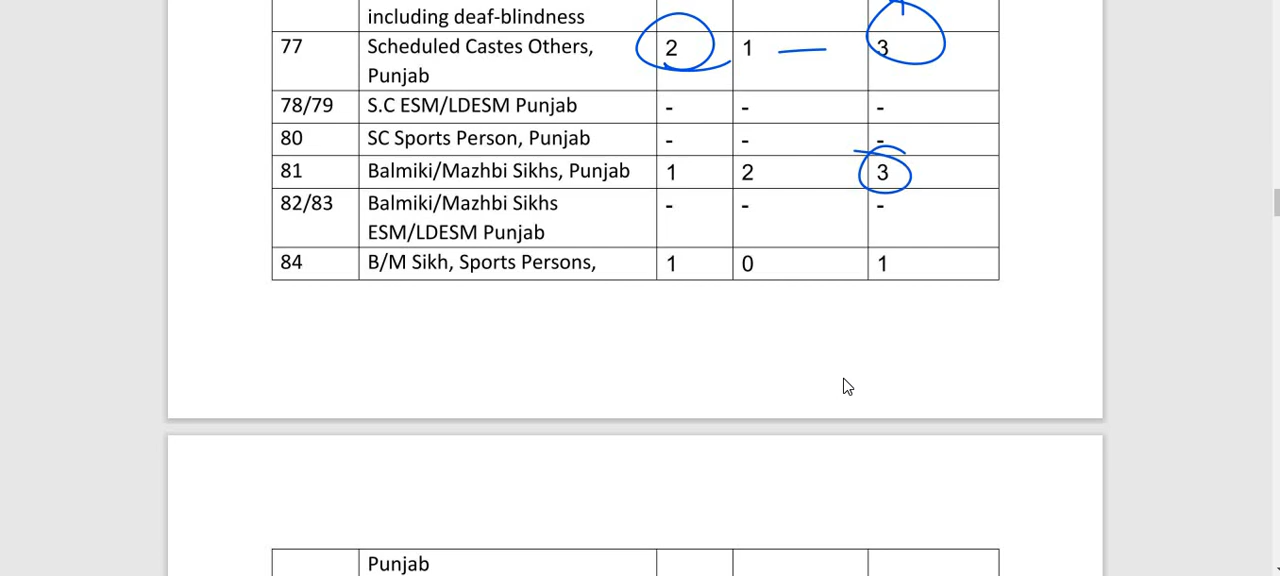 including deaf-blindness
77 Scheduled Castes Others, 2 1 3
Punjab
78/79 S.C ESM/LDESM Punjab - - -
80 SC Sports Person, Punjab - - -
81 Balmiki/Mazhbi Sikhs, Punjab 1 2 3
82/83 Balmiki/Mazhbi Sikhs - - -
ESM/LDESM Punjab
84 B/M Sikh, Sports Persons, 1 0 1
Punjab